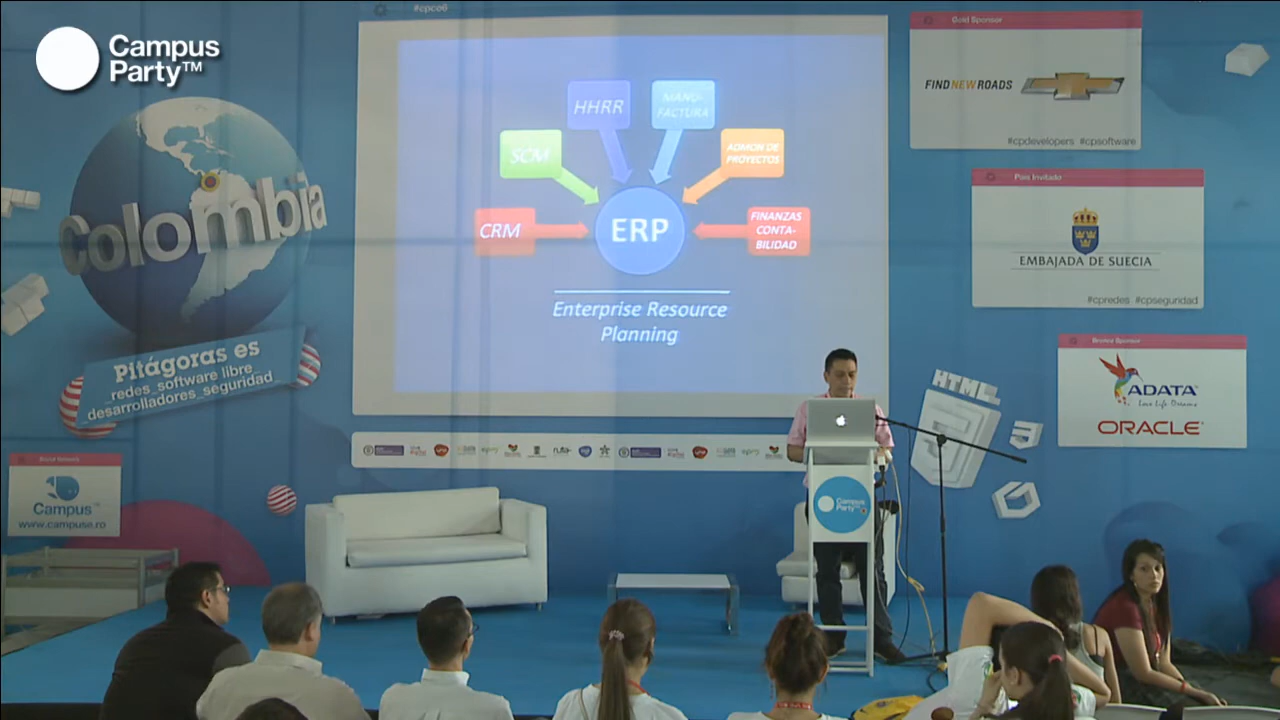 Campus
Party™
#cpco6
Gold Sponsor
FIND NEW ROADS
#cpdevelopers #cpsoftware
HHRR
MANU-
FACTURA
SCM
ADMON DE
PROYECTOS
CRM
ERP
FINANZAS
CONTA-
BILIDAD
Enterprise Resource
Planning
Colombia
Pitágoras es
_redes_software libre_
desarrolladores_seguridad
País Invitado
EMBAJADA DE SUECIA
#cpredes #cpseguridad
Bronze Sponsor
ADATA
Love Life Dreams
ORACLE
HTML
Campus
www.campuse.ro
Campus
Party